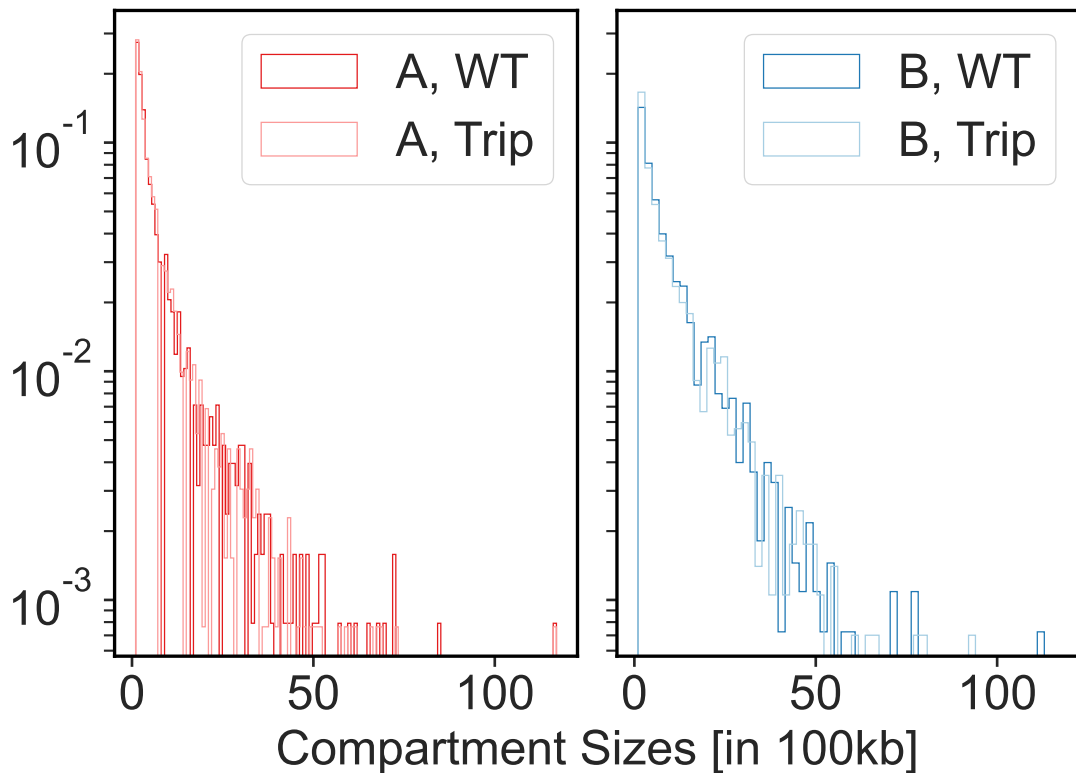 A, WT
A, Trip
B, WT
B, Trip
10^-1
10^-2
10^-3
0 50 100
0 50 100
Compartment Sizes [in 100kb]